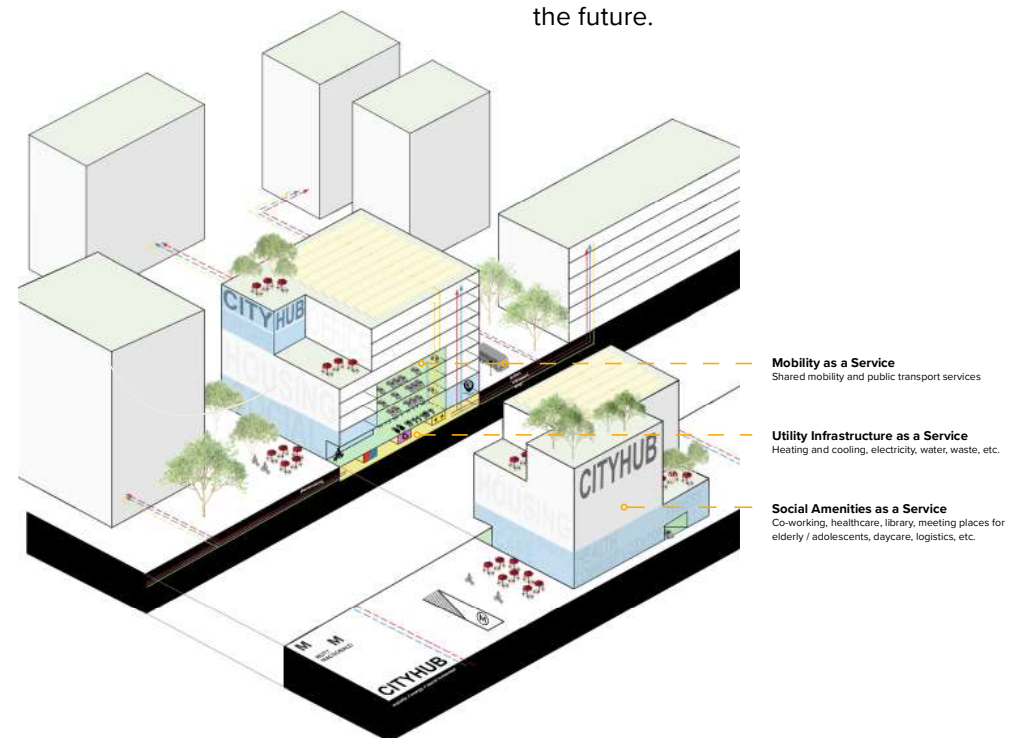 the future.
CITY HUB
OFFICE
HOUSING
Mobility as a Service
Shared mobility and public transport services
Utility Infrastructure as a Service
Heating and cooling, electricity, water, waste, etc.
CITYHUB
HOUSING
Social Amenities as a Service
Co-working, healthcare, library, meeting places for
elderly / adolescents, daycare, logistics, etc.
M
M M
MOTT
MACDONALD
CITYHUB